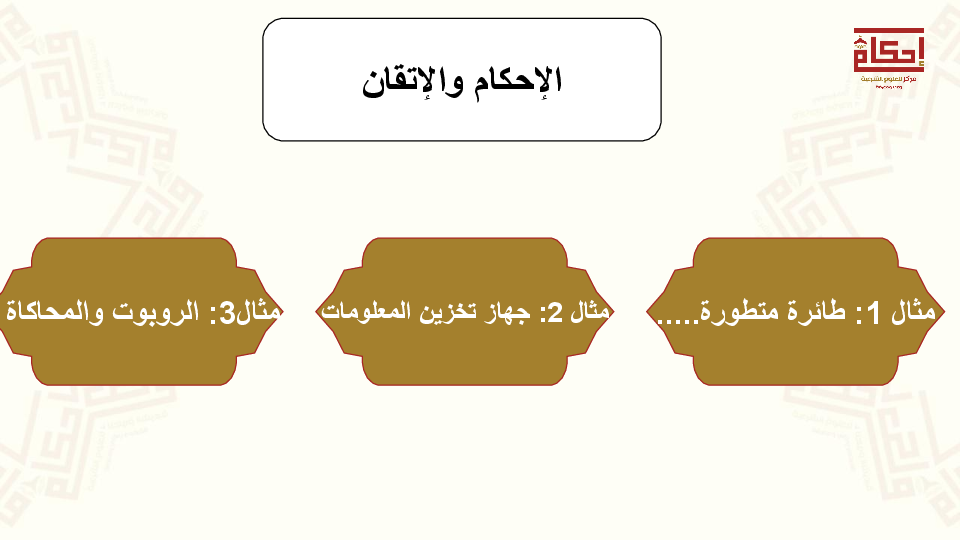 إحكام
مركز للعلوم الشرعية
الإحكام والإتقان
مثال 1: طائرة متطورة.....
مثال 2: جهاز تخزين المعلومات
مثال3: الروبوت والمحاكاة